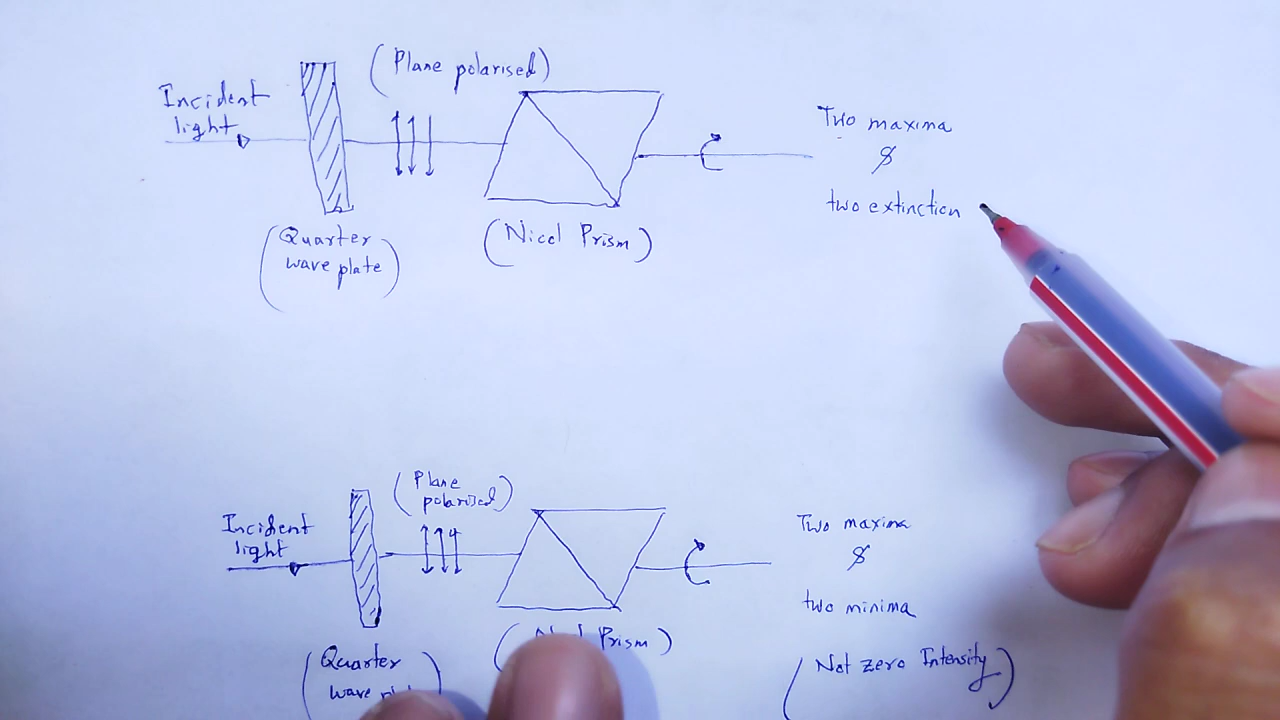 (Plane polarised)
Incident
light
Two maxima
&
two extinction
(Quarter
wave plate)
(Nicol Prism)
(Plane
polarised)
Incident
light
Two maxima
&
two minima
Prism)
(Quarter
wave
(Not zero Intensity)